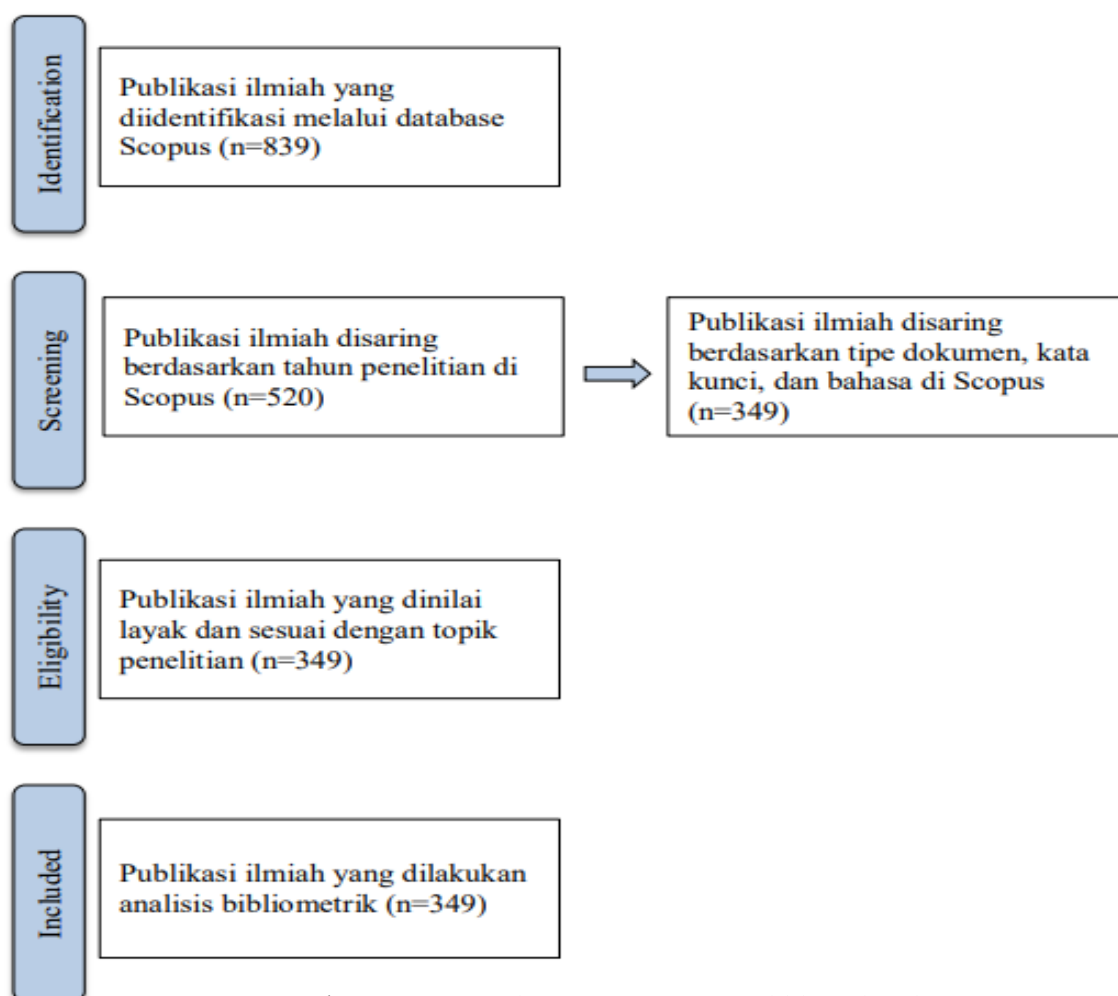 Identification
Publikasi ilmiah yang
diidentifikasi melalui database
Scopus (n=839)
Screening
Publikasi ilmiah disaring
berdasarkan tahun penelitian di
Scopus (n=520)
Publikasi ilmiah disaring
berdasarkan tipe dokumen, kata
kunci, dan bahasa di Scopus
(n=349)
Eligibility
Publikasi ilmiah yang dinilai
layak dan sesuai dengan topik
penelitian (n=349)
Included
Publikasi ilmiah yang dilakukan
analisis bibliometrik (n=349)